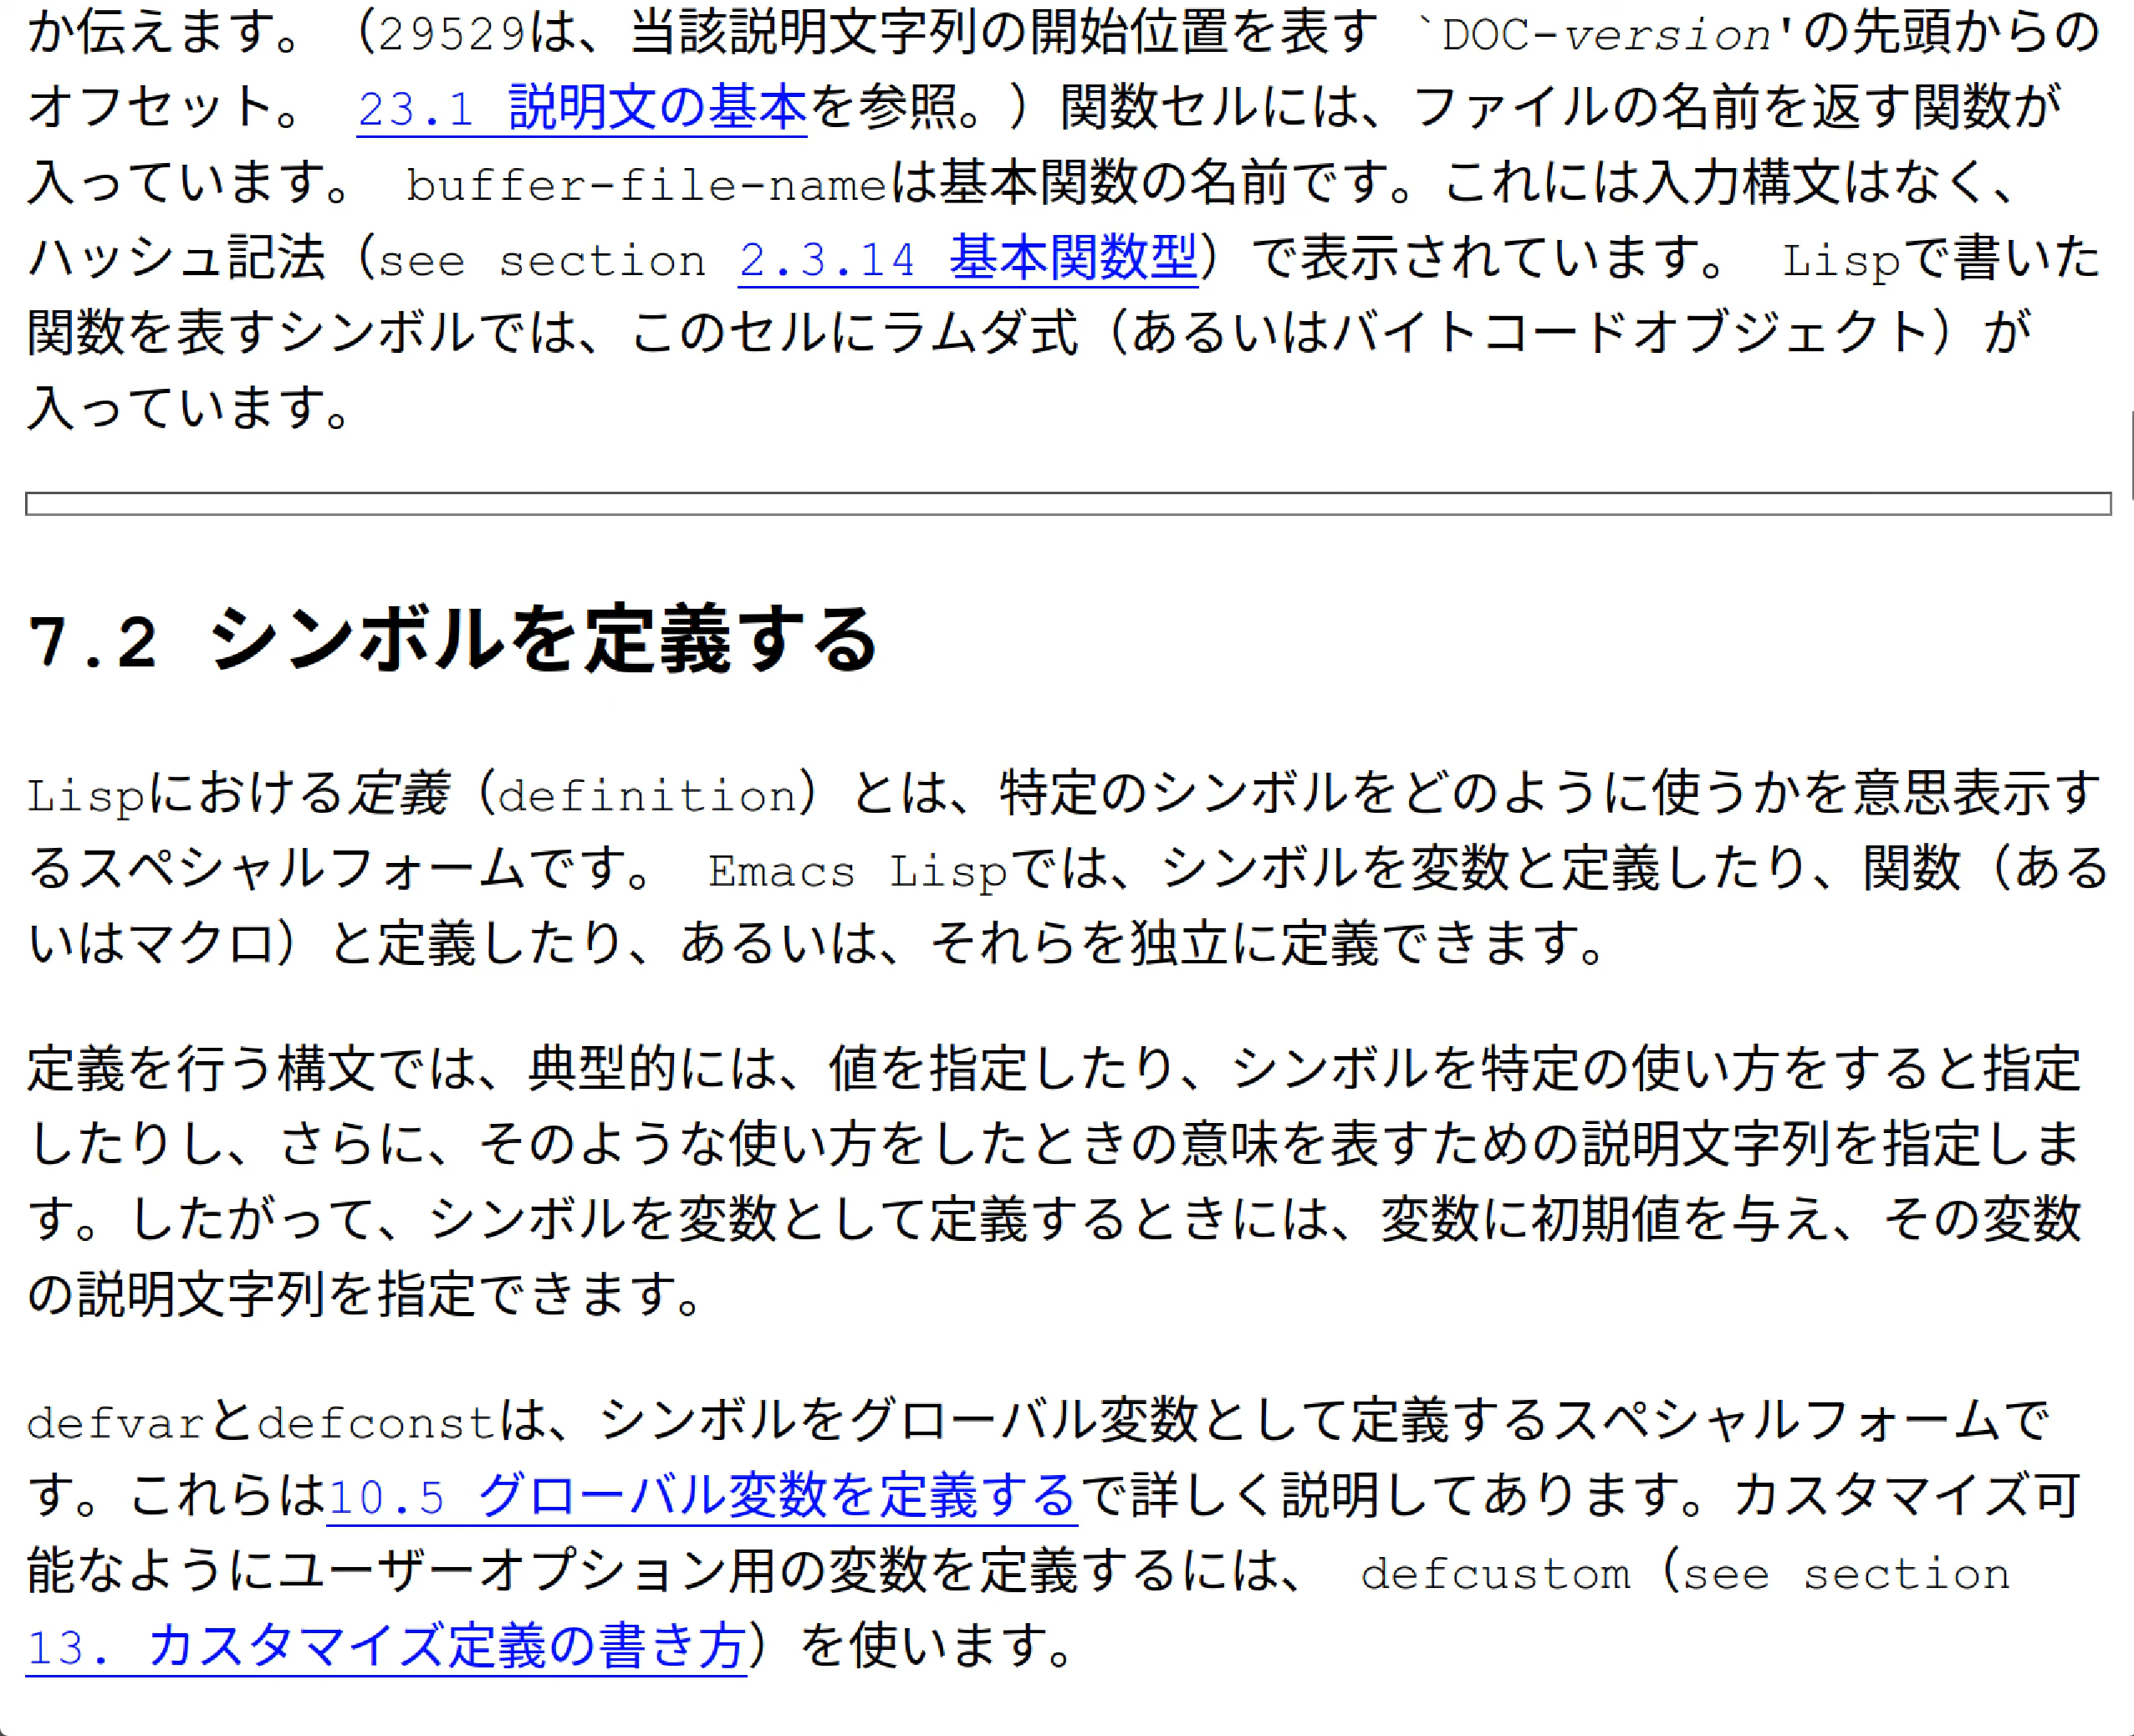 か伝えます。（29529は、当該説明文字列の開始位置を表す `DOC-version'の先頭からの
オフセット。 23.1 説明文の基本を参照。）関数セルには、ファイルの名前を返す関数が
入っています。 buffer-file-nameは基本関数の名前です。これには入力構文はなく、
ハッシュ記法（see section 2.3.14 基本関数型）で表示されています。 Lispで書いた
関数を表すシンボルでは、このセルにラムダ式（あるいはバイトコードオブジェクト）が
入っています。
7.2 シンボルを定義する
Lispにおける定義（definition）とは、特定のシンボルをどのように使うかを意思表示す
るスペシャルフォームです。 Emacs Lispでは、シンボルを変数と定義したり、関数（ある
いはマクロ）と定義したり、あるいは、それらを独立に定義できます。
定義を行う構文では、典型的には、値を指定したり、シンボルを特定の使い方をすると指定
したりし、さらに、そのような使い方をしたときの意味を表すための説明文字列を指定しま
す。したがって、シンボルを変数として定義するときには、変数に初期値を与え、その変数
の説明文字列を指定できます。
defvarとdefconstは、シンボルをグローバル変数として定義するスペシャルフォームで
す。これらは10.5 グローバル変数を定義するで詳しく説明してあります。カスタマイズ可
能なようにユーザーオプション用の変数を定義するには、 defcustom（see section
13. カスタマイズ定義の書き方）を使います。